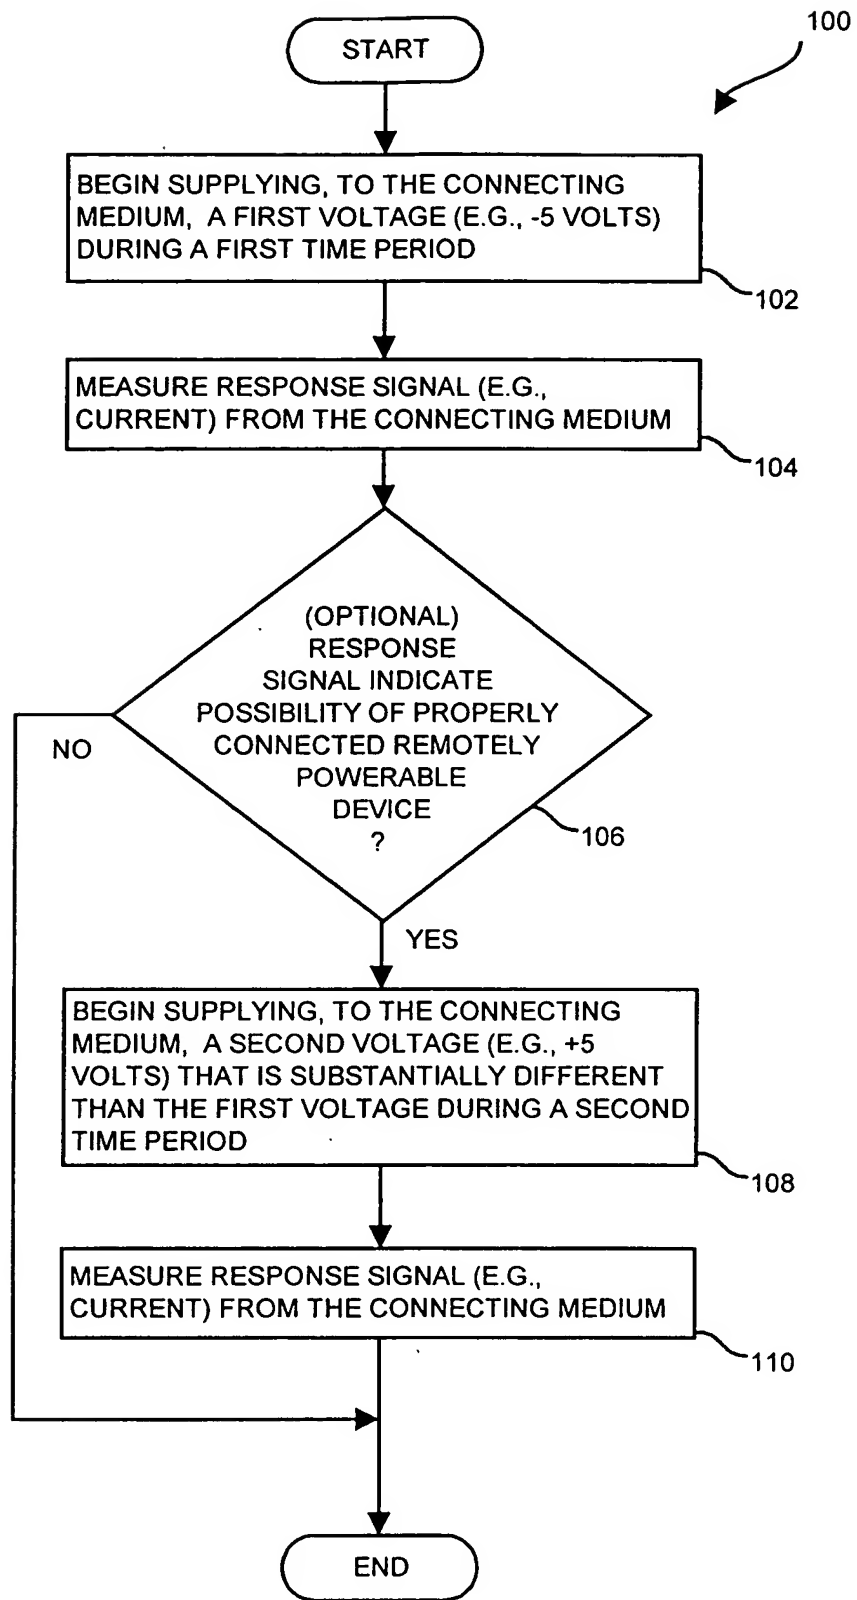 100
START
BEGIN SUPPLYING, TO THE CONNECTING
MEDIUM, A FIRST VOLTAGE (E.G., -5 VOLTS)
DURING A FIRST TIME PERIOD
102
MEASURE RESPONSE SIGNAL (E.G.,
CURRENT) FROM THE CONNECTING MEDIUM
104
(OPTIONAL)
RESPONSE
SIGNAL INDICATE
POSSIBILITY OF PROPERLY
CONNECTED REMOTELY
POWERABLE
DEVICE
?
NO
106
YES
BEGIN SUPPLYING, TO THE CONNECTING
MEDIUM, A SECOND VOLTAGE (E.G., +5
VOLTS) THAT IS SUBSTANTIALLY DIFFERENT
THAN THE FIRST VOLTAGE DURING A SECOND
TIME PERIOD
108
MEASURE RESPONSE SIGNAL (E.G.,
CURRENT) FROM THE CONNECTING MEDIUM
110
END